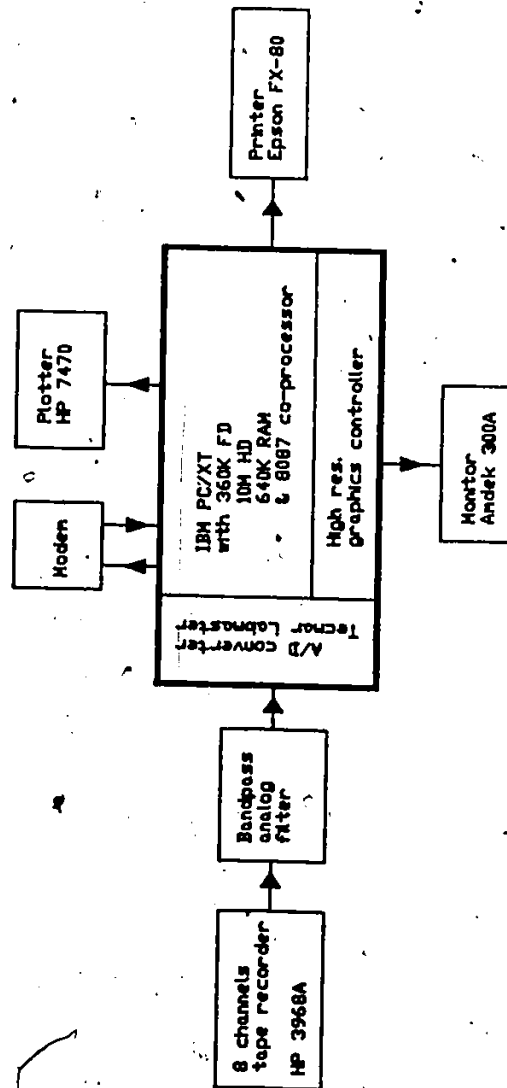 8 channels
tape recorder
HP 3968A
Bandpass
analog
filter
A/D converter
Tecmar Labmaster
Modem
Plotter
HP 7470
IBM PC/XT
with 360K FD
10M HD
640K RAM
& 8087 co-processor
High res.
graphics controller
Printer
Epson FX-80
Monitor
Amdek 300A